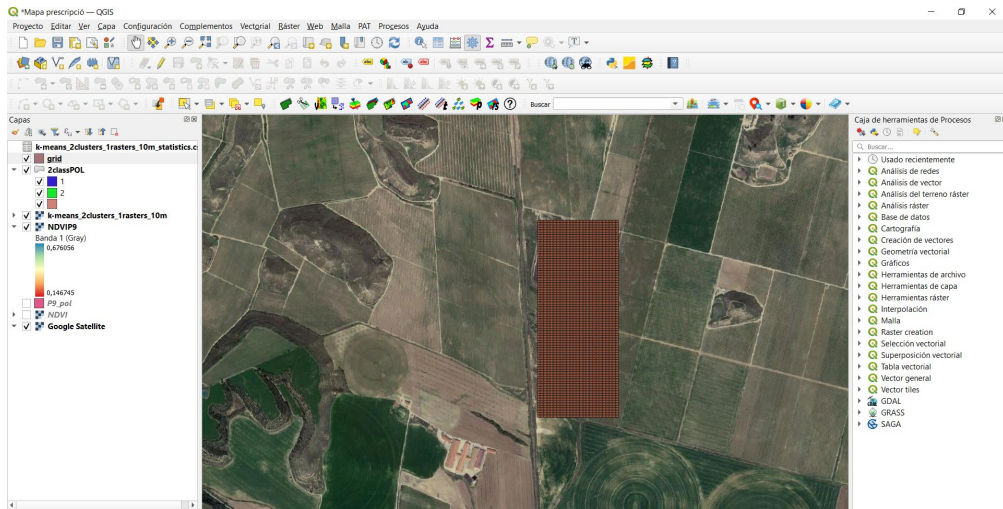 *Mapa prescripció — QGIS
Proyecto Editar Ver Capa Configuración Complementos Vectorial Ráster Web Malla PAT Procesos Ayuda
Buscar
Capas
k-means_2clusters_1rasters_10m_statistics.c
grid
2classPOL
1
2
k-means_2clusters_1rasters_10m
NDVIP9
Banda 1 (Gray)
0,676056
0,146745
P9_pol
NDVI
Google Satellite
Caja de herramientas de Procesos
Buscar...
Usado recientemente
Análisis de redes
Análisis de vector
Análisis del terreno ráster
Análisis ráster
Base de datos
Cartografía
Creación de vectores
Geometría vectorial
Gráficos
Herramientas de archivo
Herramientas de capa
Herramientas ráster
Interpolación
Malla
Raster creation
Selección vectorial
Superposición vectorial
Tabla vectorial
Vector general
Vector tiles
GDAL
GRASS
SAGA